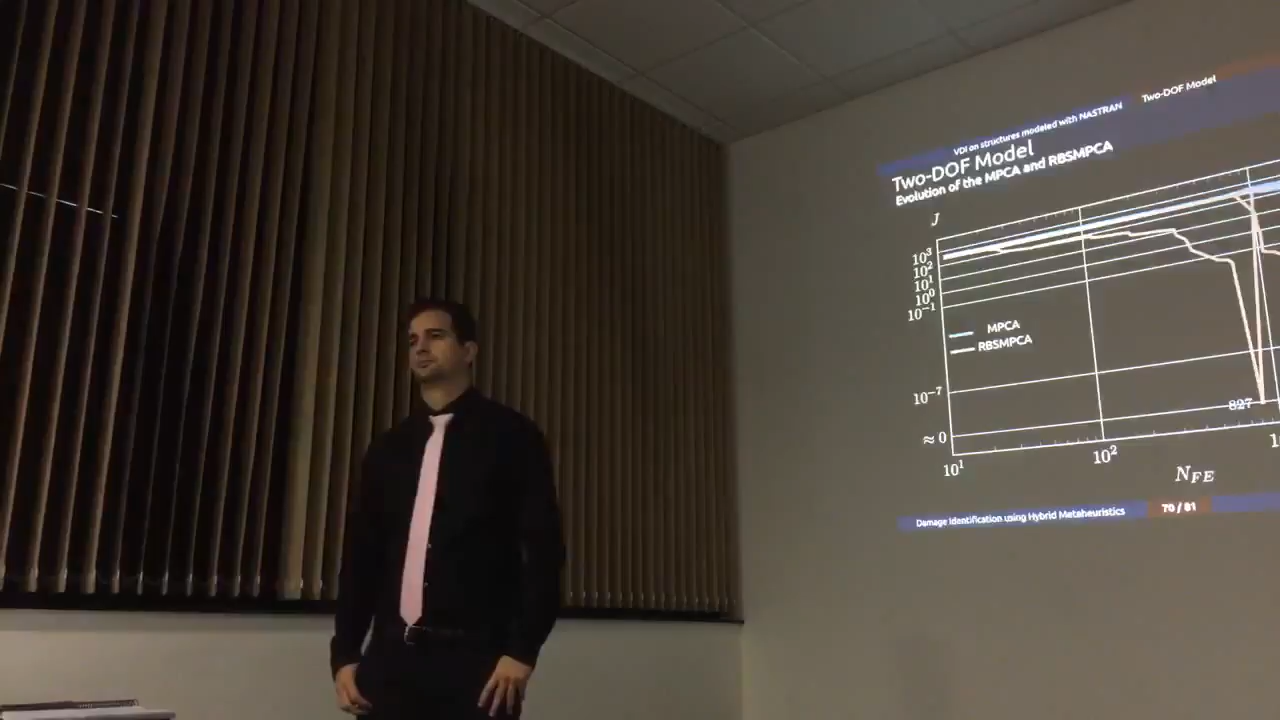 VDI on structures modeled with NASTRAN Two-DOF Model
Two-DOF Model
Evolution of the MPCA and RBSMPCA
J
10³
10²
10¹
10⁰
10⁻¹
MPCA
RBSMPCA
10⁻⁷
827
≈ 0
10¹
10²
N_FE
Damage Identification using Hybrid Metaheuristics 70 / 81